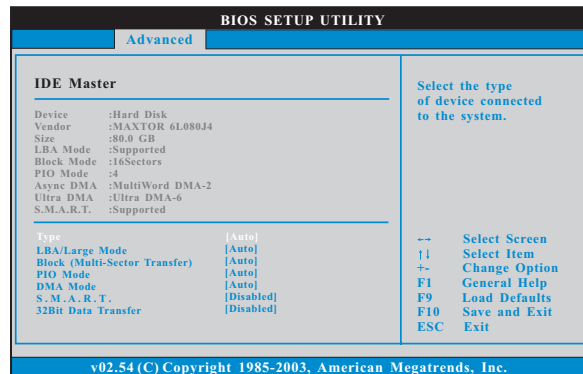 BIOS SETUP UTILITY
Advanced
IDE Master
Device :Hard Disk
Vendor :MAXTOR 6L080J4
Size :80.0 GB
LBA Mode :Supported
Block Mode :16Sectors
PIO Mode :4
Async DMA :MultiWord DMA-2
Ultra DMA :Ultra DMA-6
S.M.A.R.T. :Supported
Type [Auto]
LBA/Large Mode [Auto]
Block (Multi-Sector Transfer) [Auto]
PIO Mode [Auto]
DMA Mode [Auto]
S.M.A.R.T. [Disabled]
32Bit Data Transfer [Disabled]
Select the type
of device connected
to the system.
←→ Select Screen
↑↓ Select Item
+- Change Option
F1 General Help
F9 Load Defaults
F10 Save and Exit
ESC Exit
v02.54 (C) Copyright 1985-2003, American Megatrends, Inc.